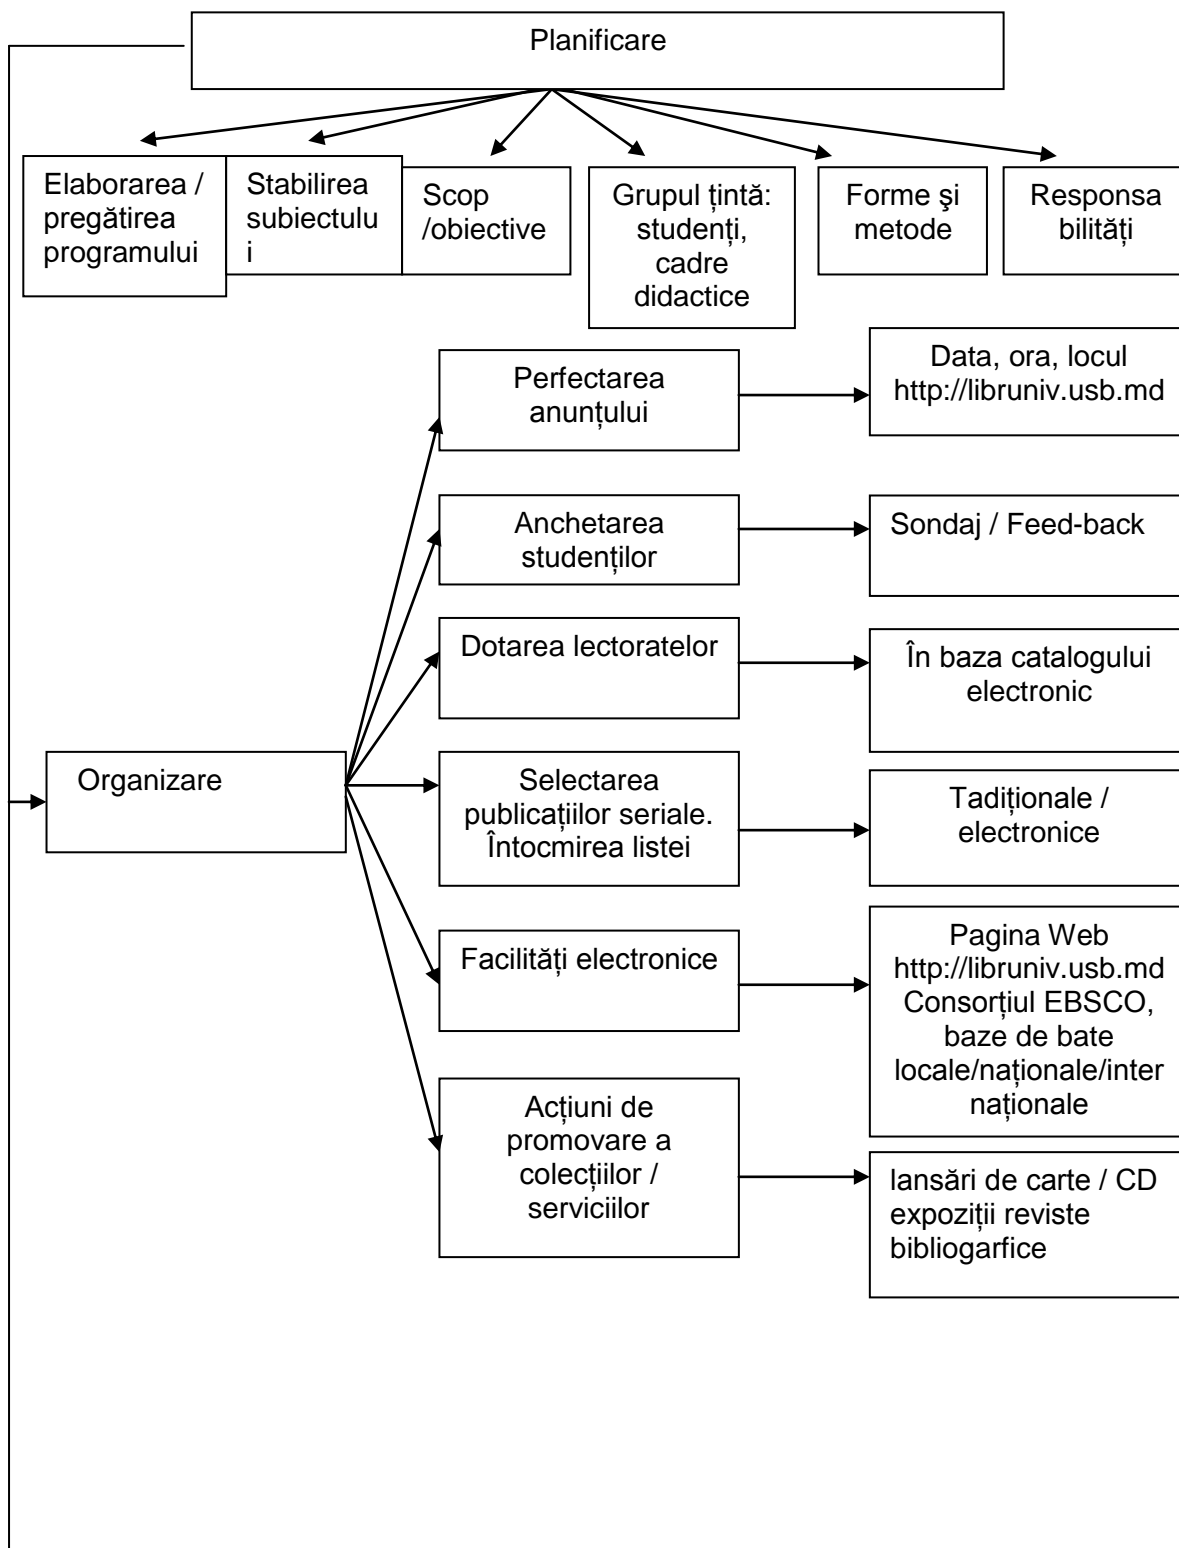 Planificare
Elaborarea /
pregătirea
programului
Stabilirea
subiectulu
i
Scop
/obiective
Grupul țintă:
studenți,
cadre
didactice
Forme şi
metode
Responsa
bilități
Perfectarea
anunțului
Data, ora, locul
http://libruniv.usb.md
Anchetarea
studenților
Sondaj / Feed-back
Dotarea lectoratelor
În baza catalogului
electronic
Organizare
Selectarea
publicațiilor seriale.
Întocmirea listei
Tadiționale /
electronice
Facilități electronice
Pagina Web
http://libruniv.usb.md
Consorțiul EBSCO,
baze de bate
locale/naționale/inter
naționale
Acțiuni de
promovare a
colecțiilor /
serviciilor
lansări de carte / CD
expoziții reviste
bibliogarfice